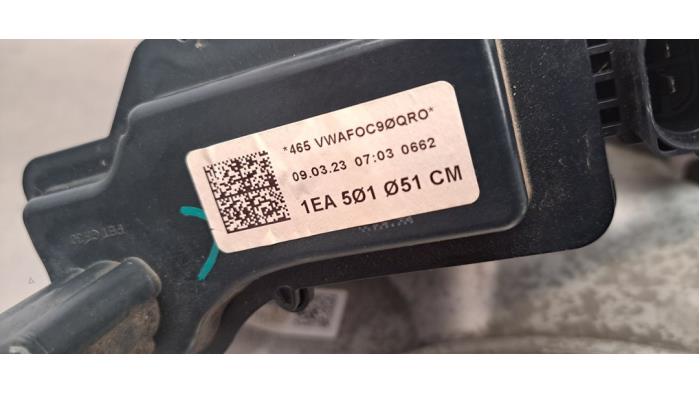 *465 VWAFOC9ØQRO*
09.03.23 07:03 0662
1EA 5Ø1 Ø51 CM